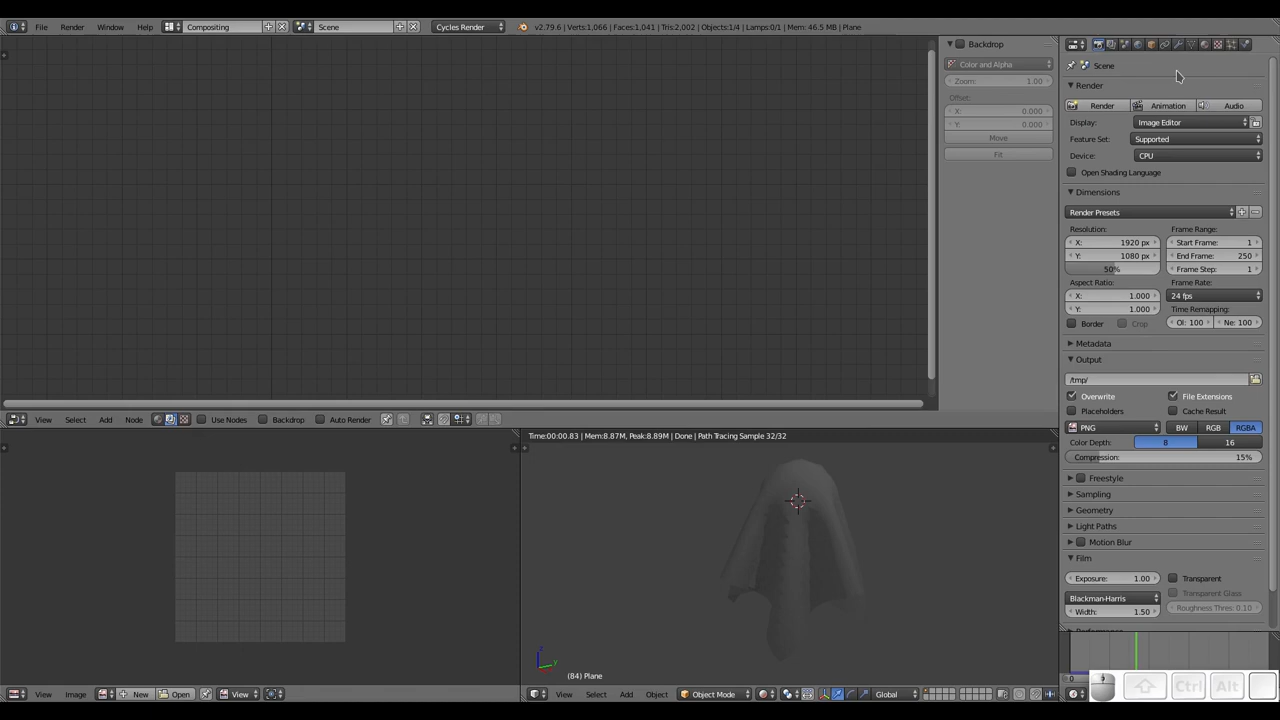 File Render Window Help Compositing Scene Cycles Render v2.79.6 | Verts:1,066 | Faces:1,041 | Tris:2,002 | Objects:1/4 | Lamps:0/1 | Mem: 46.5 MB | Plane
Backdrop
Color and Alpha
Zoom: 1.00
Offset:
X: 0.000
Y: 0.000
Move
Fit
Scene
Render
Render Animation Audio
Display: Image Editor
Feature Set: Supported
Device: CPU
Open Shading Language
Dimensions
Render Presets
Resolution: Frame Range:
X: 1920 px Start Frame: 1
Y: 1080 px End Frame: 250
50% Frame Step: 1
Aspect Ratio: Frame Rate:
X: 1.000 24 fps
Y: 1.000 Time Remapping:
Border Crop Ol: 100 Ne: 100
Metadata
Output
/tmp/
Overwrite File Extensions
Placeholders Cache Result
PNG BW RGB RGBA
Color Depth: 8 16
Compression: 15%
Freestyle
Sampling
Geometry
Light Paths
Motion Blur
Film
Exposure: 1.00 Transparent
Transparent Glass
Blackman-Harris Roughness Thres: 0.10
Width: 1.50
View Select Add Node Use Nodes Backdrop Auto Render
Time:00:00.83 | Mem:8.87M, Peak:8.89M | Done | Path Tracing Sample 32/32
(84) Plane
View Image New Open View
View Select Add Object Object Mode Global
0
Ctrl Alt